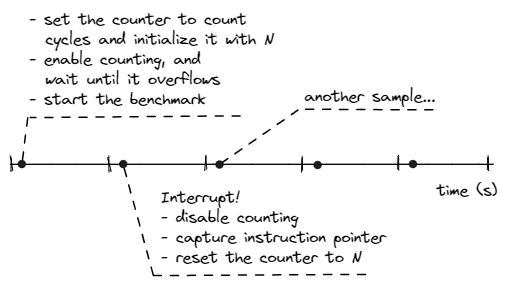 - set the counter to count
cycles and initialize it with N
- enable counting, and
wait until it overflows
- start the benchmark
another sample...
time (s)
Interrupt!
- disable counting
- capture instruction pointer
- reset the counter to N